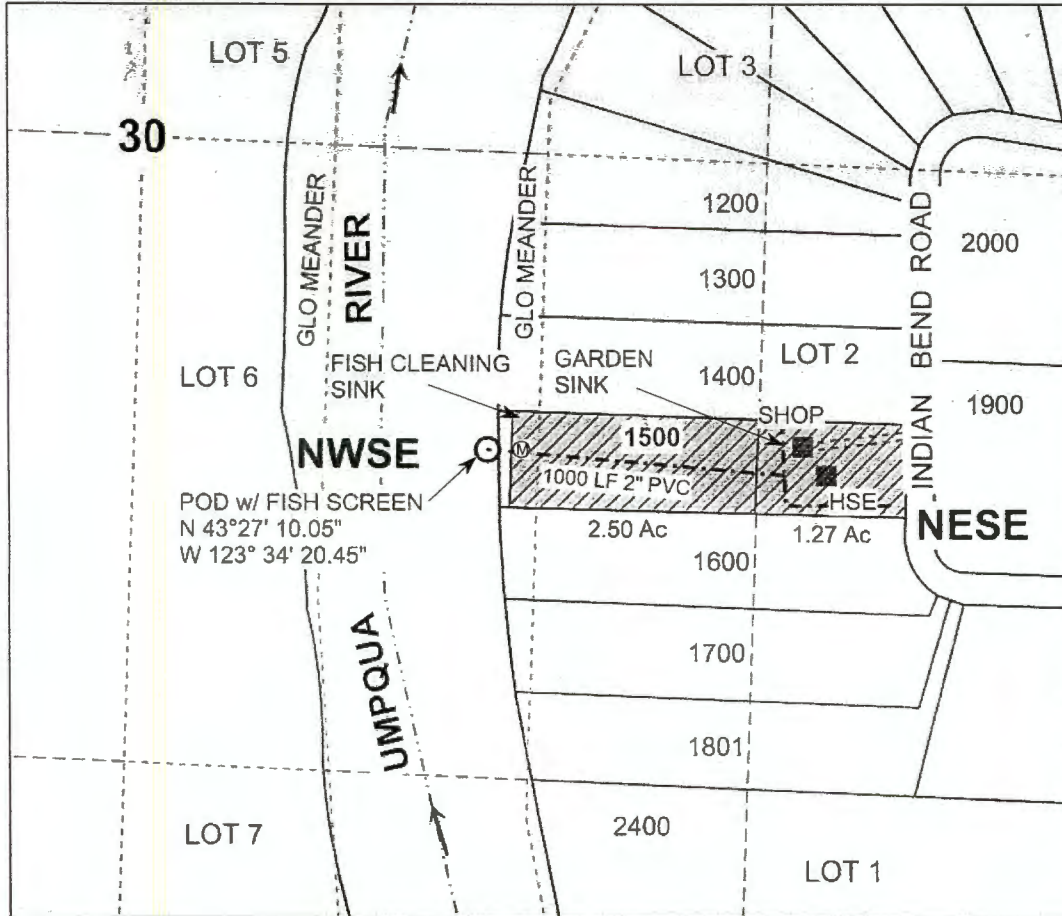 LOT 5
LOT 3
30
GLO MEANDER
RIVER
GLO MEANDER
1200
INDIAN BEND ROAD
2000
1300
LOT 6
FISH CLEANING
SINK
GARDEN
SINK
LOT 2
1400
SHOP
1900
NWSE
1500
M
1000 LF 2" PVC
HSE
NESE
POD w/ FISH SCREEN
N 43°27' 10.05"
W 123° 34' 20.45"
2.50 Ac
1.27 Ac
1600
UMPQUA
1700
1801
LOT 7
2400
LOT 1